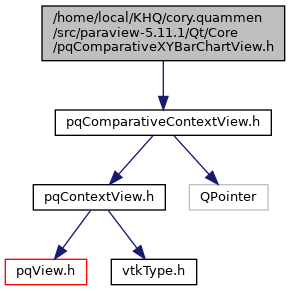 /home/local/KHQ/cory.quammen
/src/paraview-5.11.1/Qt/Core
/pqComparativeXYBarChartView.h
pqComparativeContextView.h
pqContextView.h
QPointer
pqView.h
vtkType.h